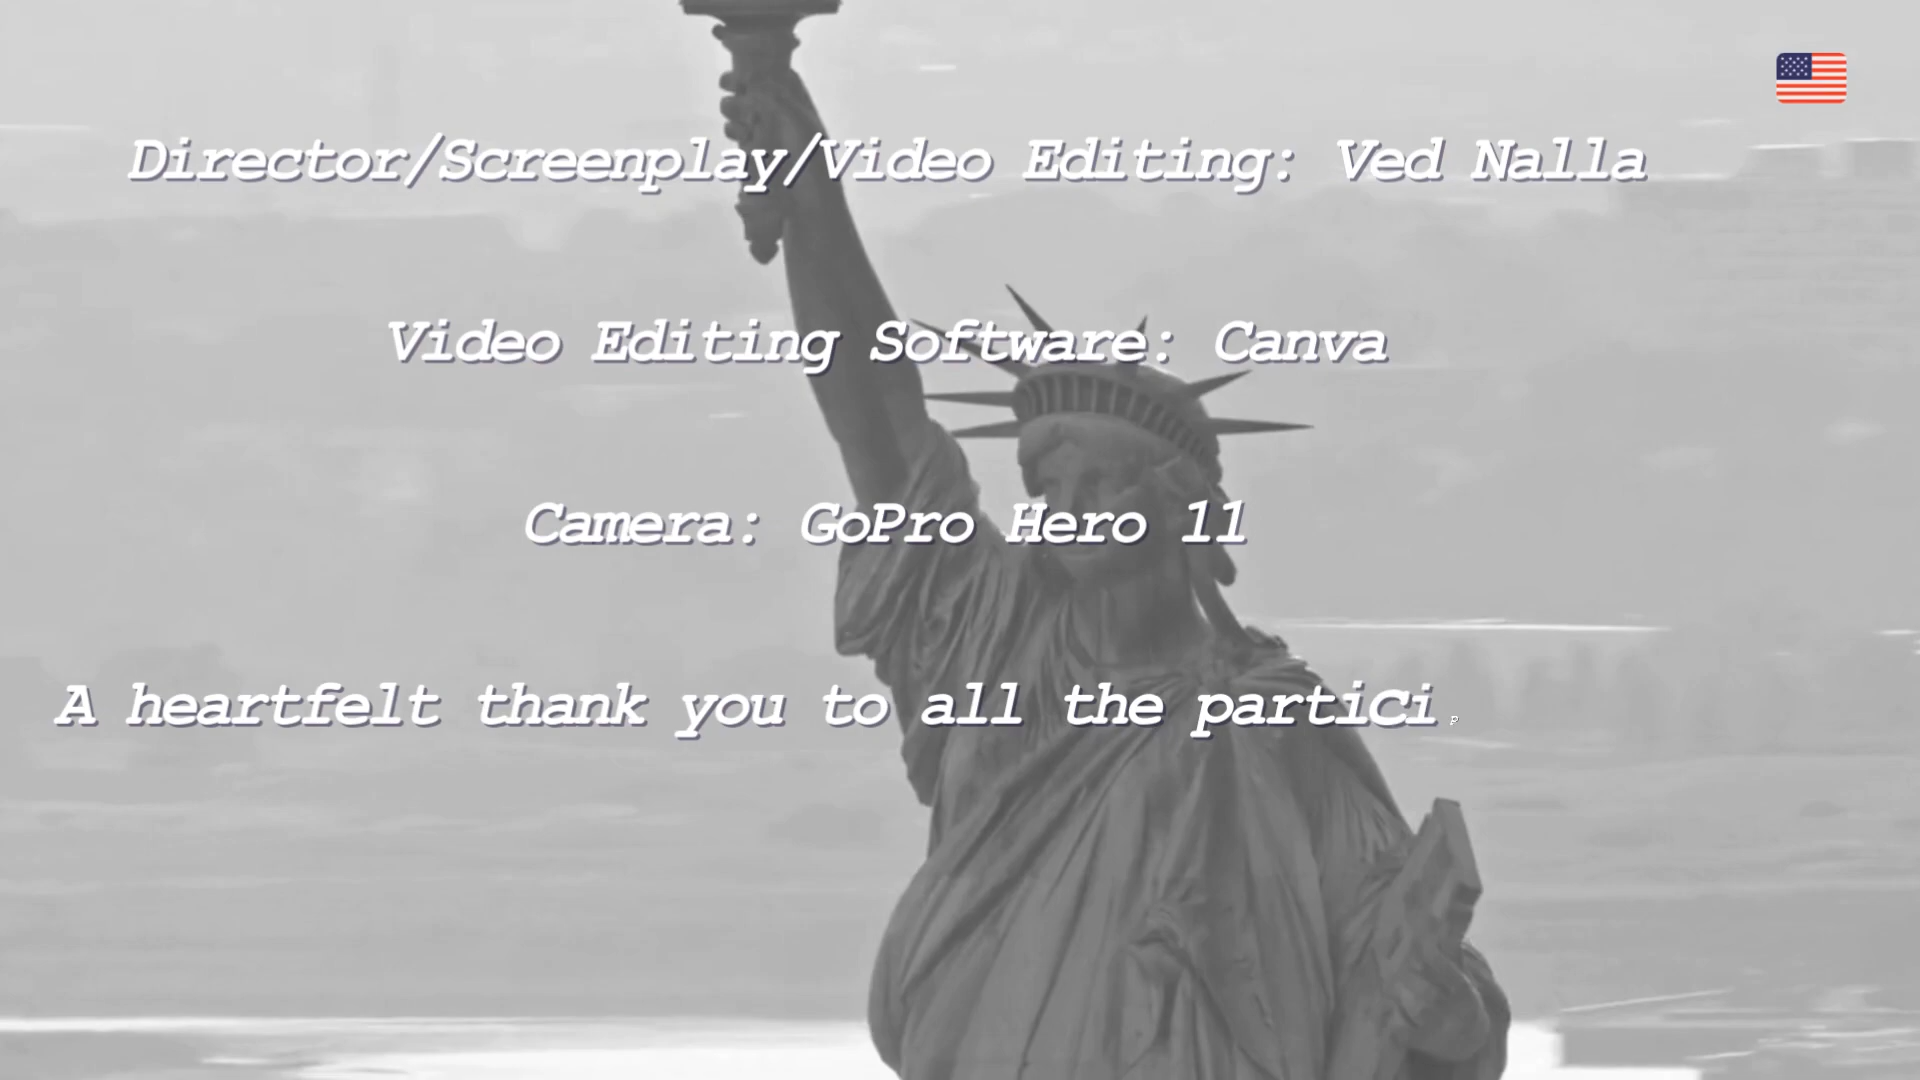 Director/Screenplay/Video Editing: Ved Nalla
Video Editing Software: Canva
Camera: GoPro Hero 11
A heartfelt thank you to all the partiCip